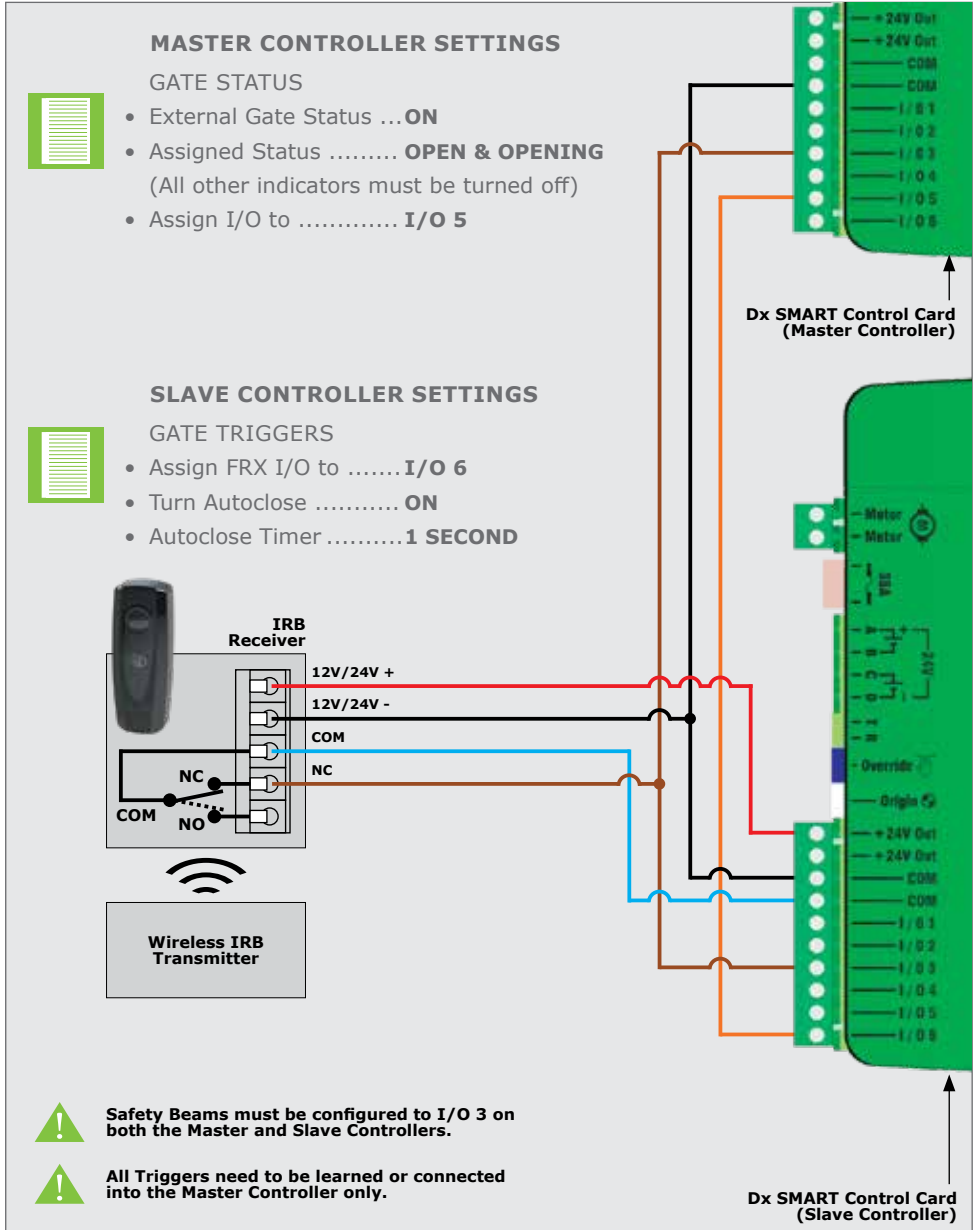 MASTER CONTROLLER SETTINGS
GATE STATUS
• External Gate Status ...ON
• Assigned Status ......... OPEN & OPENING
(All other indicators must be turned off)
• Assign I/O to ............. I/O 5
+24V Out
+24V Out
COM
COM
I/O 1
I/O 2
I/O 3
I/O 4
I/O 5
I/O 6
Dx SMART Control Card
(Master Controller)
SLAVE CONTROLLER SETTINGS
GATE TRIGGERS
• Assign FRX I/O to .......I/O 6
• Turn Autoclose ........... ON
• Autoclose Timer ..........1 SECOND
IRB
Receiver
12V/24V +
12V/24V -
COM
NC
NC
COM
NO
Wireless IRB
Transmitter
Motor
Motor
A
B
C
D
+
-
24V
Override
Origin
+24V Out
+24V Out
COM
COM
I/O 1
I/O 2
I/O 3
I/O 4
I/O 5
I/O 6
Safety Beams must be configured to I/O 3 on
both the Master and Slave Controllers.
All Triggers need to be learned or connected
into the Master Controller only.
Dx SMART Control Card
(Slave Controller)